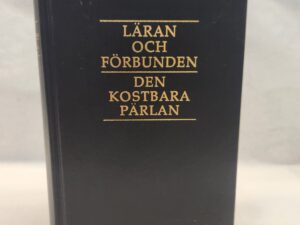 LÄRAN
OCH
FÖRBUNDEN
DEN
KOSTBARA
PÄRLAN